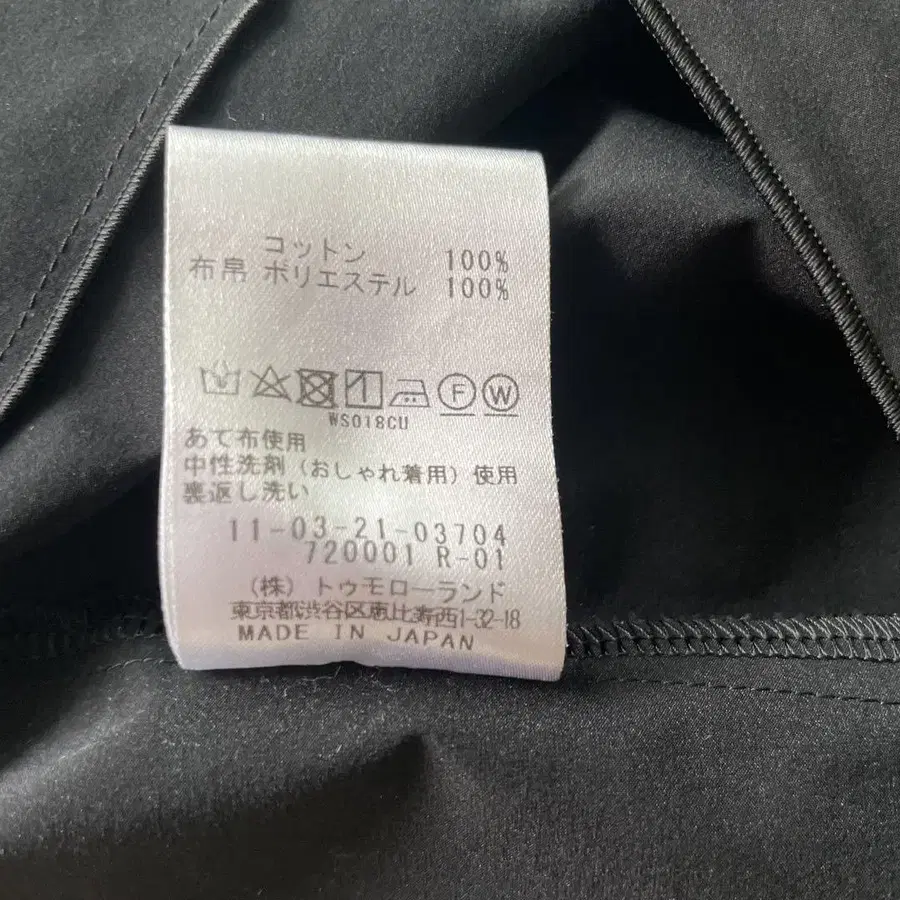 コットン 100%
布帛 ポリエステル 100%
F W
WS018CU
あて布使用
中性洗剤(おしゃれ着用)使用
裏返し洗い
11-03-21-03704
720001 R-01
(株) トゥモローランド
東京都渋谷区恵比寿西1-32-18
MADE IN JAPAN